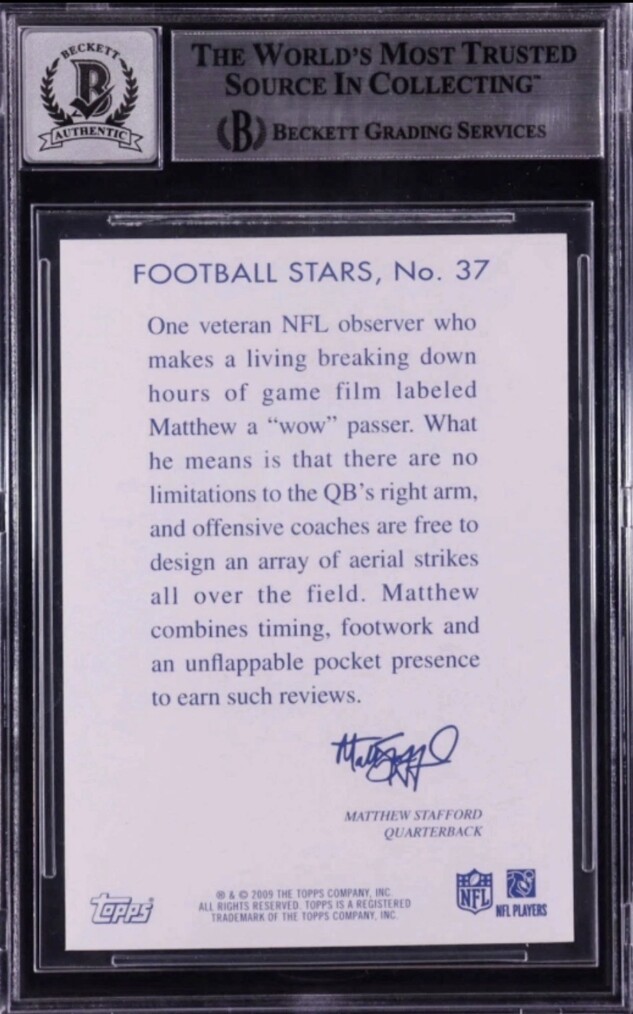 BECKETT
B
AUTHENTIC
THE WORLD'S MOST TRUSTED
SOURCE IN COLLECTING™
B BECKETT GRADING SERVICES
FOOTBALL STARS, No. 37
One veteran NFL observer who
makes a living breaking down
hours of game film labeled
Matthew a “wow” passer. What
he means is that there are no
limitations to the QB’s right arm,
and offensive coaches are free to
design an array of aerial strikes
all over the field. Matthew
combines timing, footwork and
an unflappable pocket presence
to earn such reviews.
MATTHEW STAFFORD
QUARTERBACK
TOPPS®
® & © 2009 THE TOPPS COMPANY, INC
ALL RIGHTS RESERVED. TOPPS IS A REGISTERED
TRADEMARK OF THE TOPPS COMPANY, INC.
NFL
NFL PLAYERS